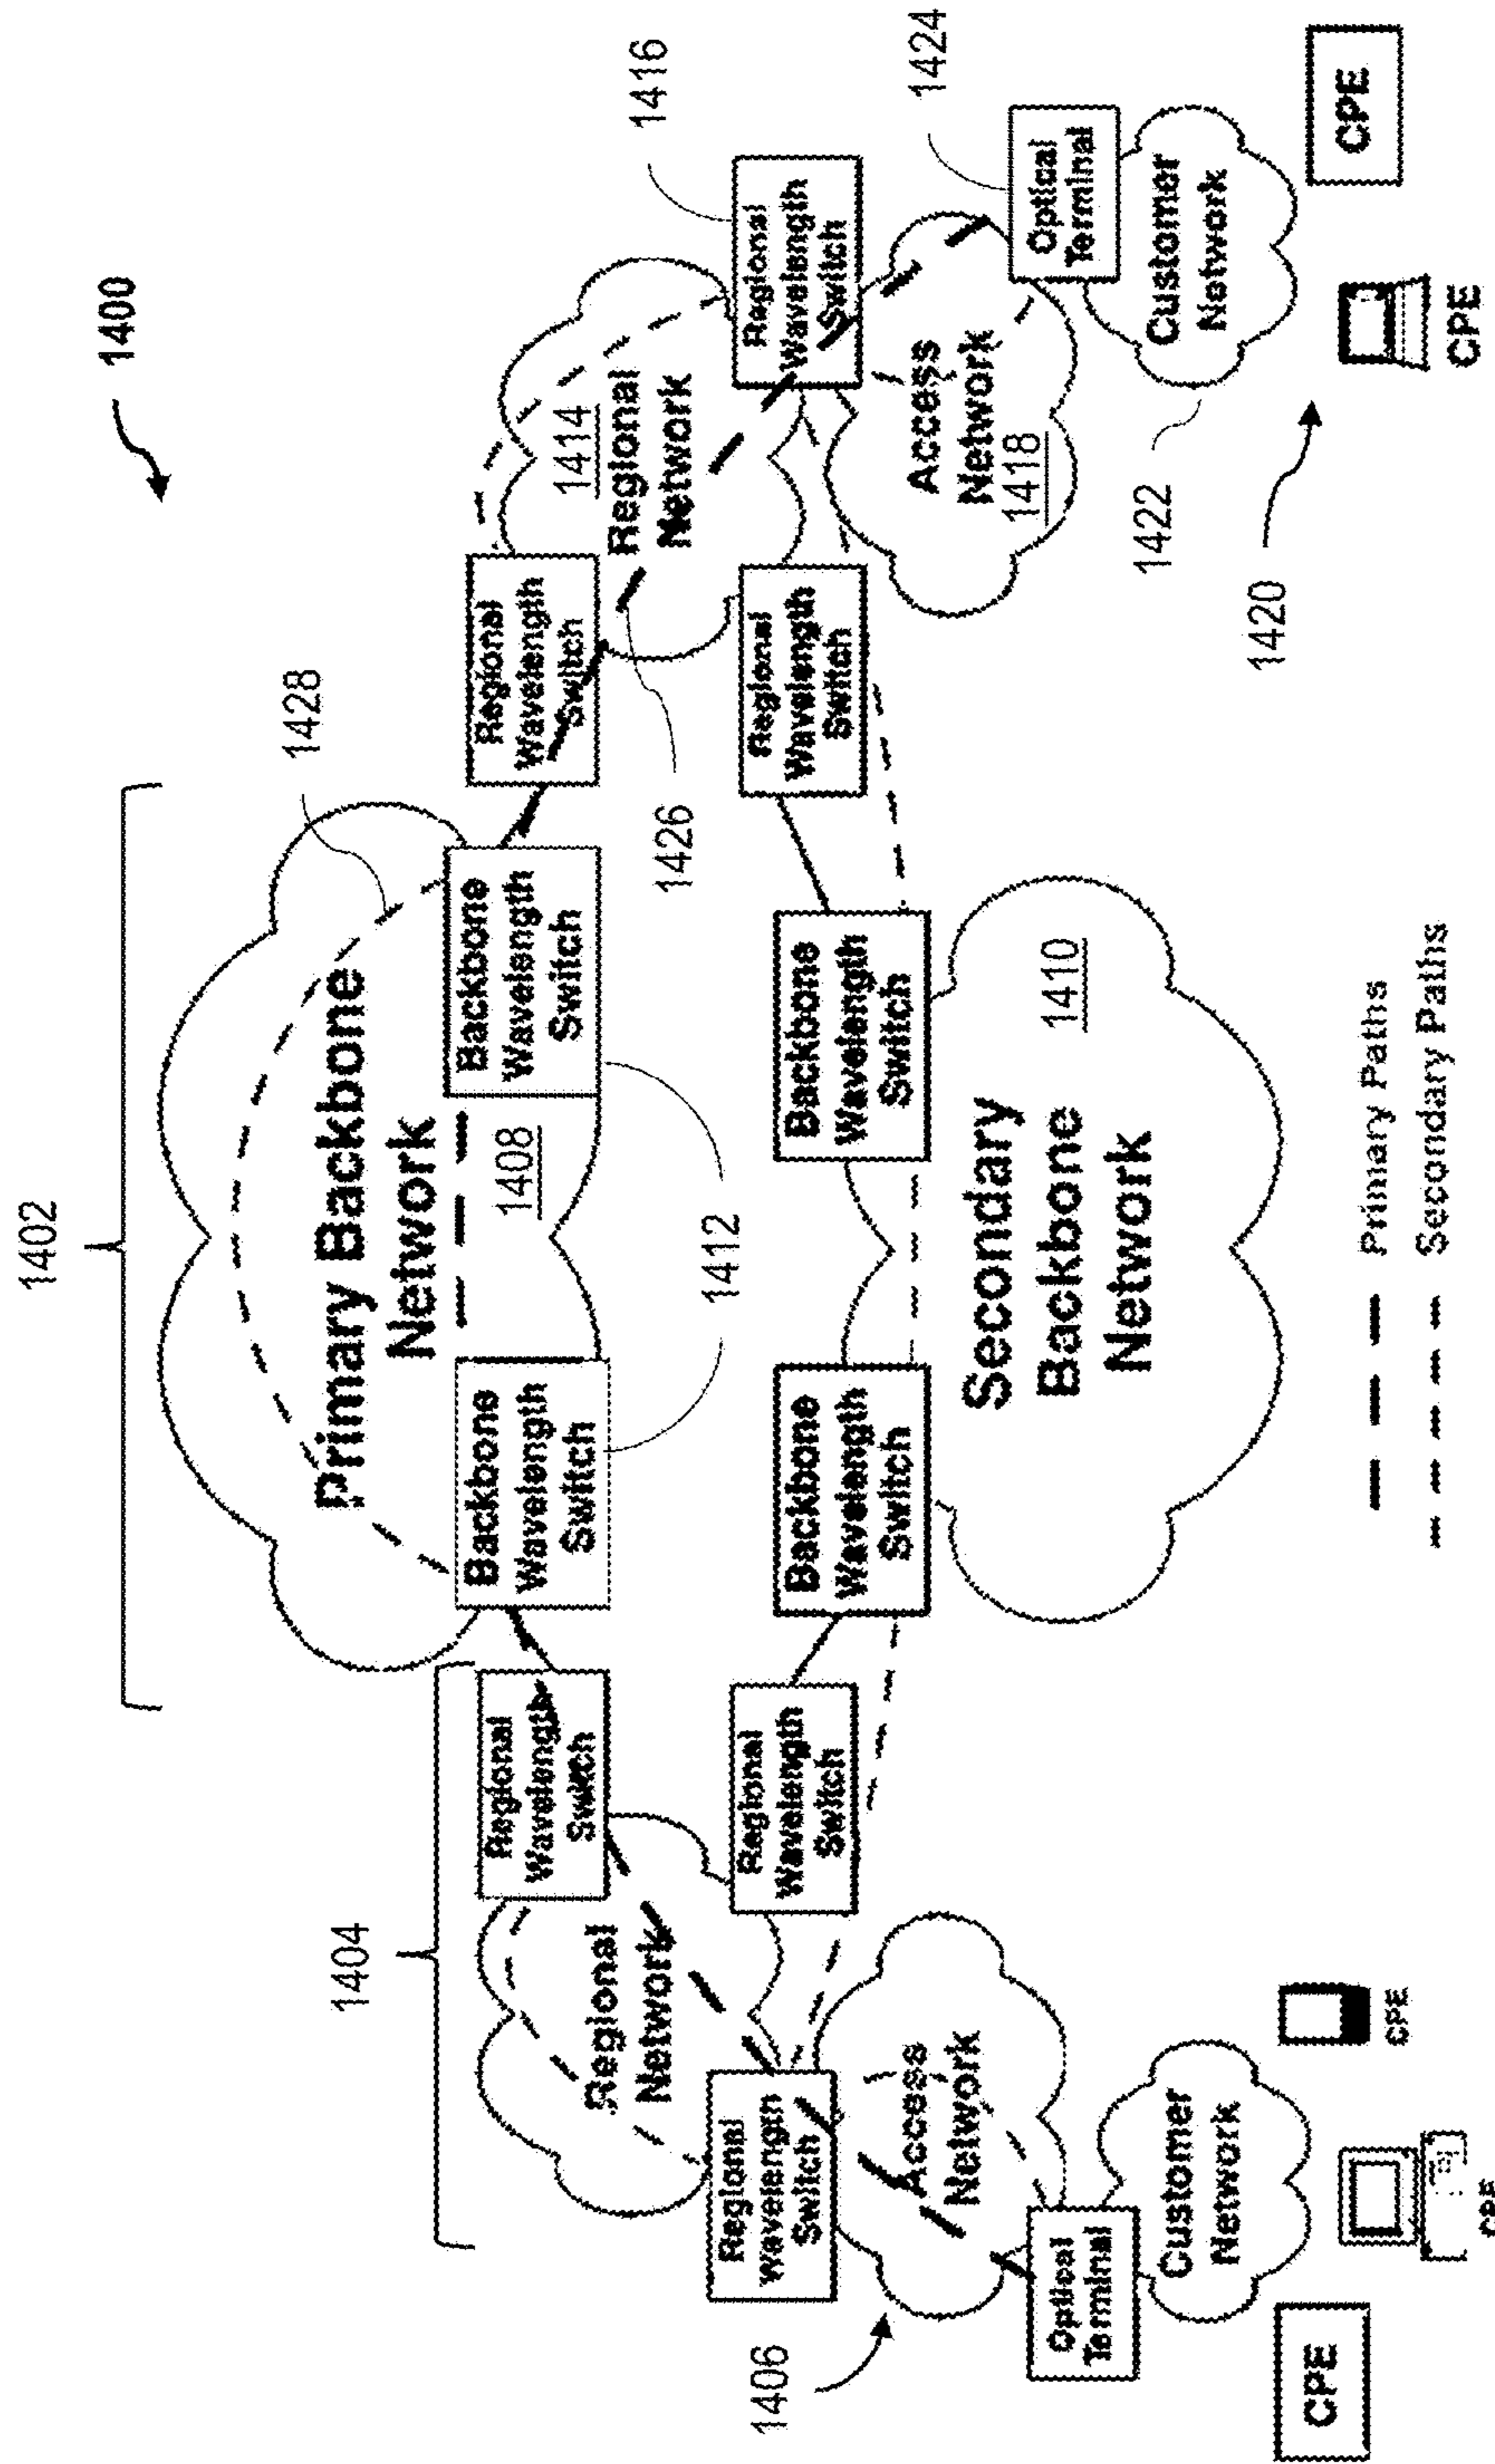 1400
1402
1404
1428
Primary Backbone
Network
1408
Backbone
Wavelength
Switch
Backbone
Wavelength
Switch
1412
Regional
Wavelength
Switch
Regional
Wavelength
Switch
Regional
Network
Regional
Wavelength
Switch
Regional
Wavelength
Switch
1414
Regional
Network
1426
1416
Regional
Wavelength
Switch
Regional
Wavelength
Switch
Backbone
Wavelength
Switch
Backbone
Wavelength
Switch
1410
Secondary
Backbone
Network
1406
Access
Network
Access
Network
1418
1424
Optical
Terminal
Optical
Terminal
Customer
Network
Customer
Network
1422
1420
CPE
CPE
CPE
CPE
CPE
Primary Paths
Secondary Paths